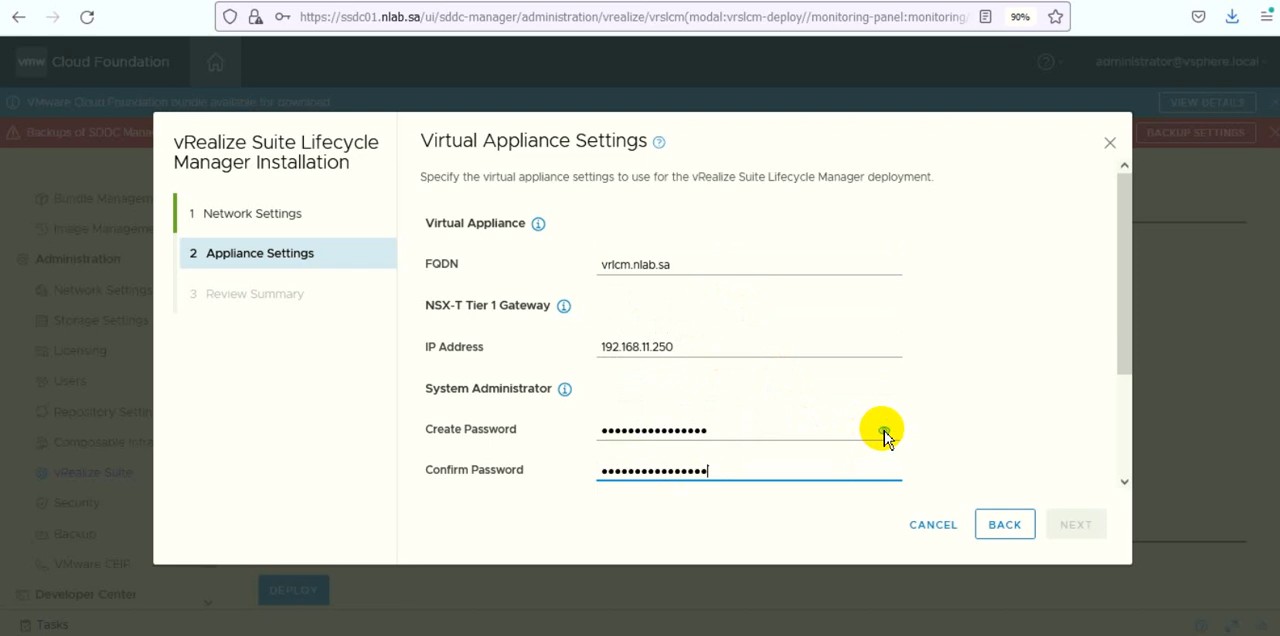 https://ssdc01.nlab.sa/ui/sddc-manager/administration/vrealize/vrslcm(modal:vrslcm-deploy//monitoring-panel:monitoring/
90%
vmw Cloud Foundation
administrator@vsphere.local
VMware Cloud Foundation bundle available for download
VIEW DETAILS
Backups of SDDC Mana
BACKUP SETTINGS
vRealize Suite Lifecycle
Manager Installation
1 Network Settings
2 Appliance Settings
3 Review Summary
Virtual Appliance Settings
Specify the virtual appliance settings to use for the vRealize Suite Lifecycle Manager deployment.
Virtual Appliance
FQDN
vrlcm.nlab.sa
NSX-T Tier 1 Gateway
IP Address
192.168.11.250
System Administrator
Create Password
••••••••••••••••
Confirm Password
••••••••••••••••
CANCEL
BACK
NEXT
Bundle Managem
Image Manageme
Administration
Network Settings
Storage Settings
Licensing
Users
Repository Settin
Composable Infra
vRealize Suite
Security
Backup
VMware CEIP
Developer Center
DEPLOY
Tasks